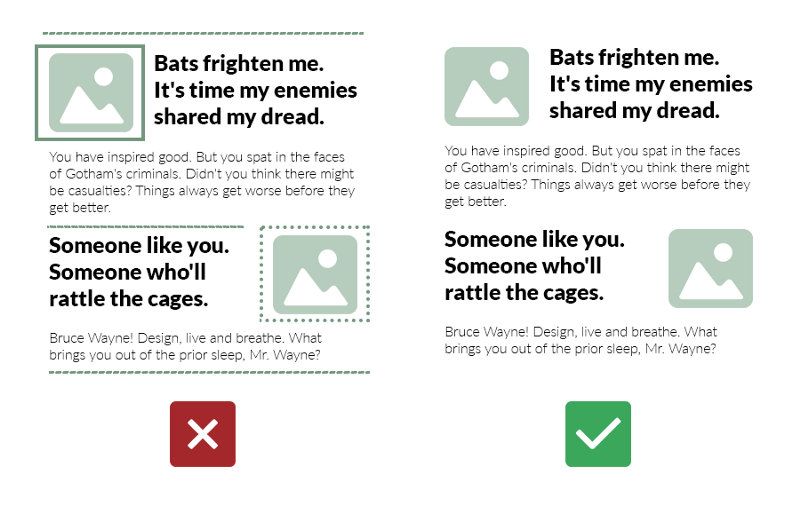 Bats frighten me.
It's time my enemies
shared my dread.
You have inspired good. But you spat in the faces
of Gotham's criminals. Didn't you think there might
be casualties? Things always get worse before they
get better.
Someone like you.
Someone who'll
rattle the cages.
Bruce Wayne! Design, live and breathe. What
brings you out of the prior sleep, Mr. Wayne?
Bats frighten me.
It's time my enemies
shared my dread.
You have inspired good. But you spat in the faces
of Gotham's criminals. Didn't you think there might
be casualties? Things always get worse before they
get better.
Someone like you.
Someone who'll
rattle the cages.
Bruce Wayne! Design, live and breathe. What
brings you out of the prior sleep, Mr. Wayne?